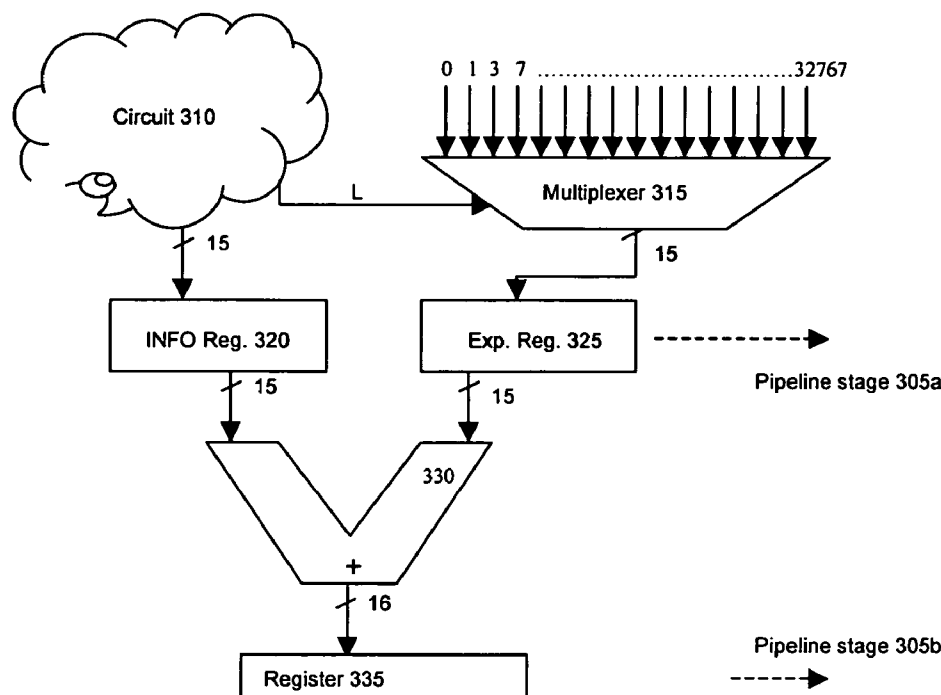 0 1 3 7 ........................................32767
Circuit 310
Multiplexer 315
L
15
15
INFO Reg. 320
Exp. Reg. 325
15
15
Pipeline stage 305a
330
+
16
Pipeline stage 305b
Register 335